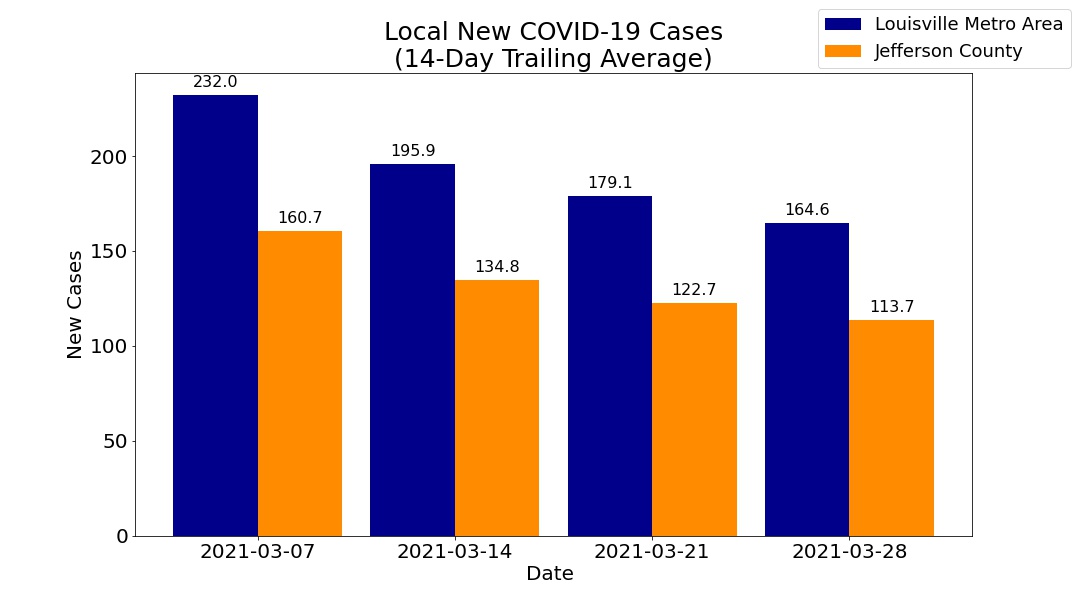 Local New COVID-19 Cases
(14-Day Trailing Average)
Louisville Metro Area
Jefferson County
New Cases
200
150
100
50
0
232.0
160.7
195.9
134.8
179.1
122.7
164.6
113.7
2021-03-07
2021-03-14
2021-03-21
2021-03-28
Date